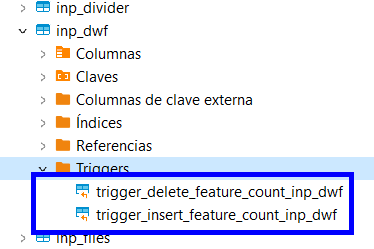 inp_divider
inp_dwf
Columnas
Claves
Columnas de clave externa
Índices
Referencias
Triggers
trigger_delete_feature_count_inp_dwf
trigger_insert_feature_count_inp_dwf
inp_files